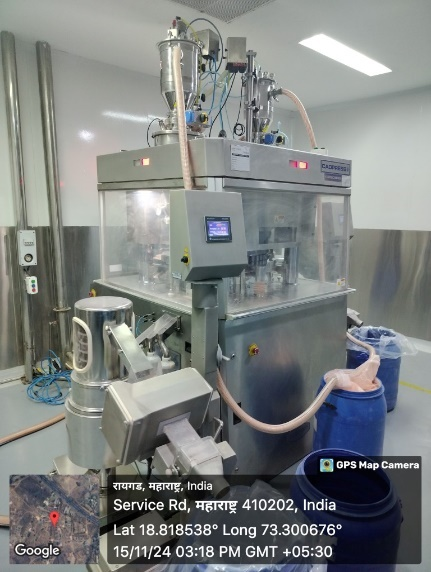 CADPRESS
GPS Map Camera
रायगड, महाराष्ट्र, India
Service Rd, महाराष्ट्र 410202, India
Lat 18.818538° Long 73.300676°
15/11/24 03:18 PM GMT +05:30
Google